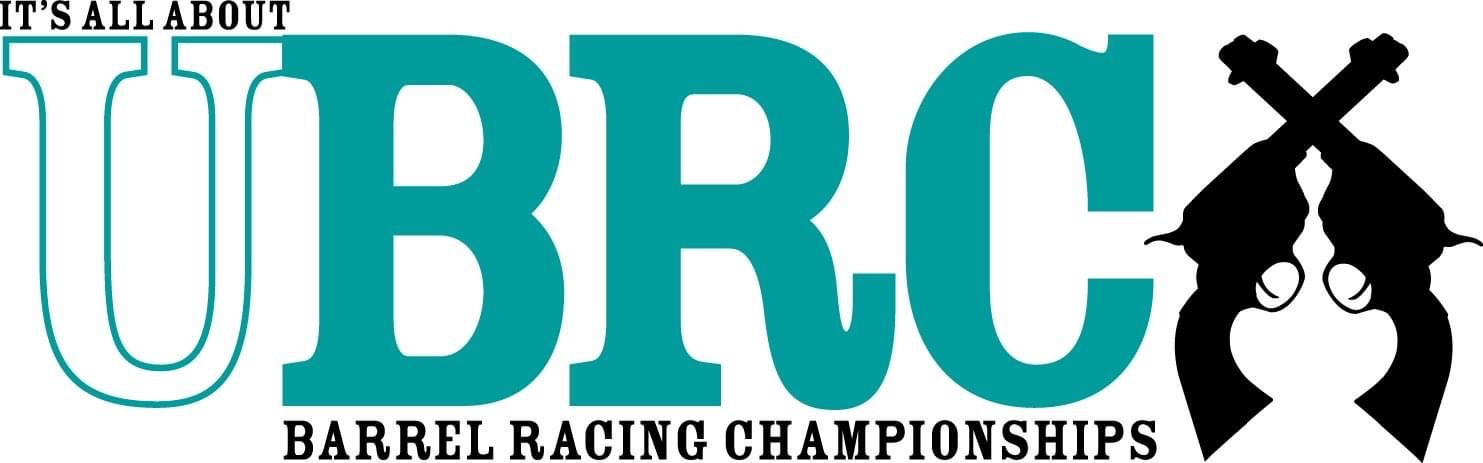 IT'S ALL ABOUT
UBRC
BARREL RACING CHAMPIONSHIPS